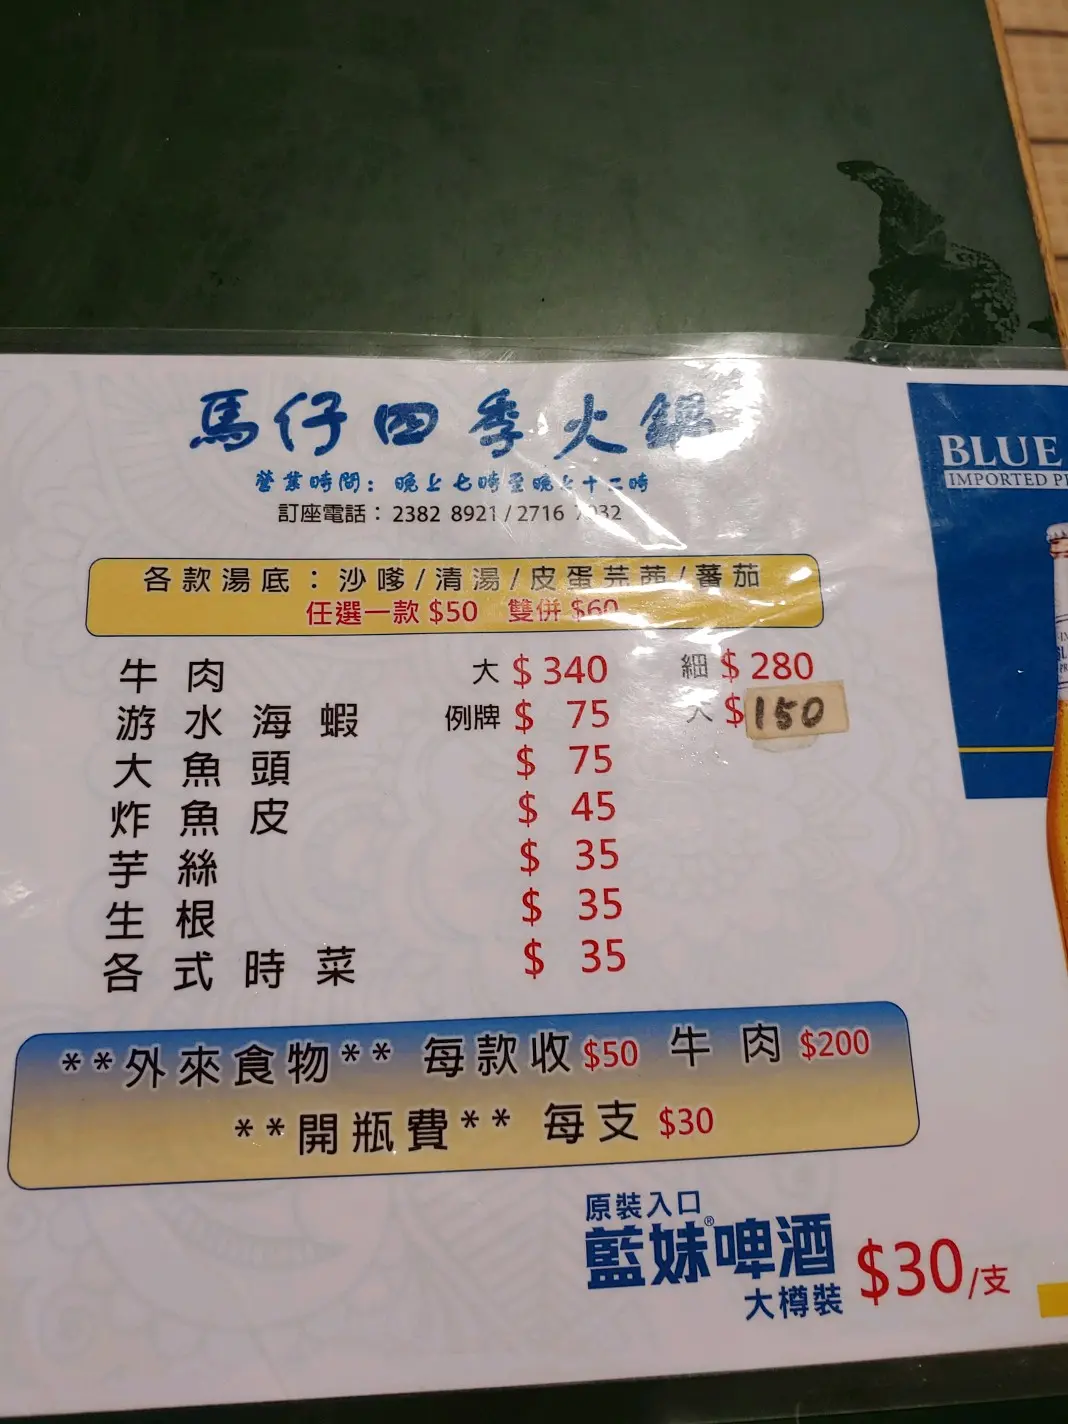 馬仔四季火鍋
營業時間：晚上七時至晚上十二時
訂座電話：2382 8921/2716 7932
各款湯底：沙嗲/清湯/皮蛋芫茜/蕃茄
任選一款$50 雙併$60
牛肉 大 $340 細 $280
游水海蝦 例牌 $ 75 大 $150
大魚頭 $ 75
炸魚皮 $ 45
芋絲 $ 35
生根 $ 35
各式時菜 $ 35
**外來食物** 每款收$50 牛肉$200
**開瓶費** 每支 $30
原裝入口
藍妹®啤酒 $30/支
大樽裝
BLUE
IMPORTED